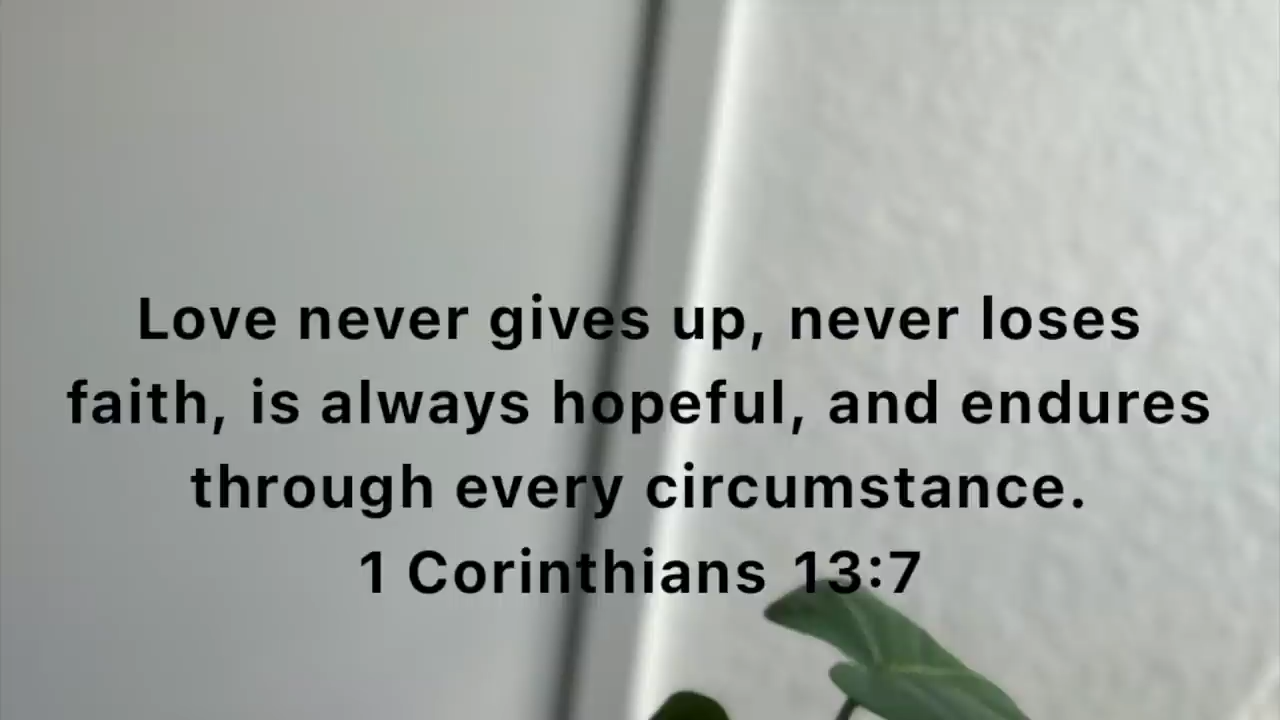 Love never gives up, never loses
faith, is always hopeful, and endures
through every circumstance.
1 Corinthians 13:7